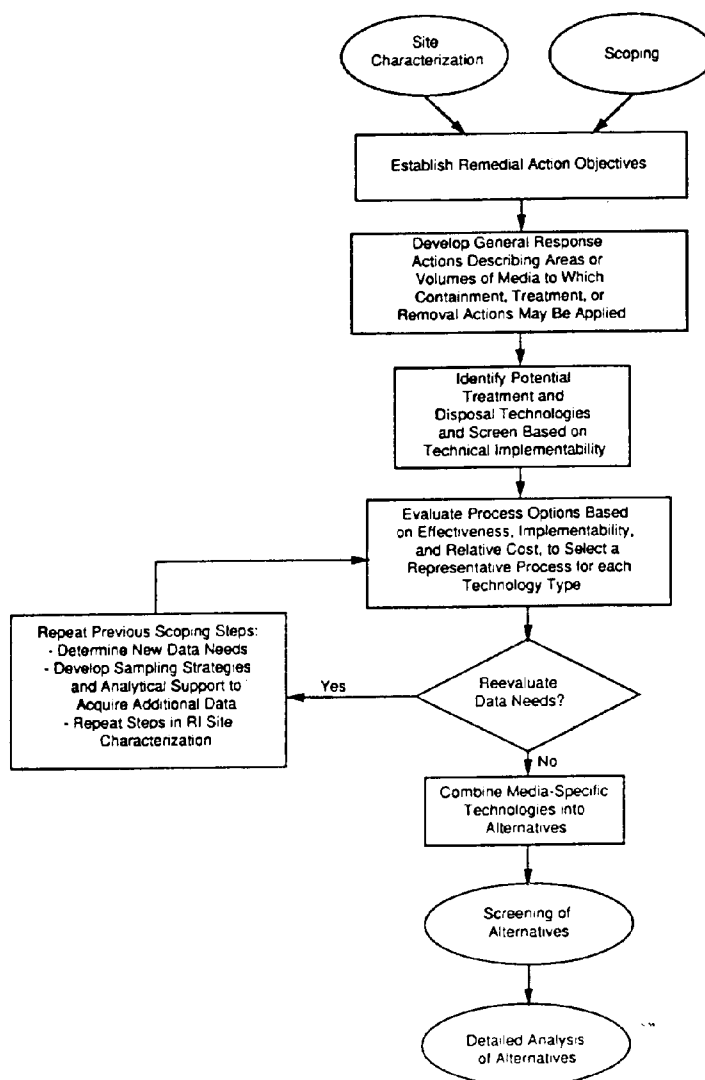 Site
Characterization
Scoping
Establish Remedial Action Objectives
Develop General Response
Actions Describing Areas or
Volumes of Media to Which
Containment, Treatment, or
Removal Actions May Be Applied
Identify Potential
Treatment and
Disposal Technologies
and Screen Based on
Technical Implementability
Evaluate Process Options Based
on Effectiveness, Implementability,
and Relative Cost, to Select a
Representative Process for each
Technology Type
Repeat Previous Scoping Steps:
- Determine New Data Needs
- Develop Sampling Strategies
and Analytical Support to
Acquire Additional Data
- Repeat Steps in RI Site
Characterization
Yes
Reevaluate
Data Needs?
No
Combine Media-Specific
Technologies into
Alternatives
Screening of
Alternatives
Detailed Analysis
of Alternatives